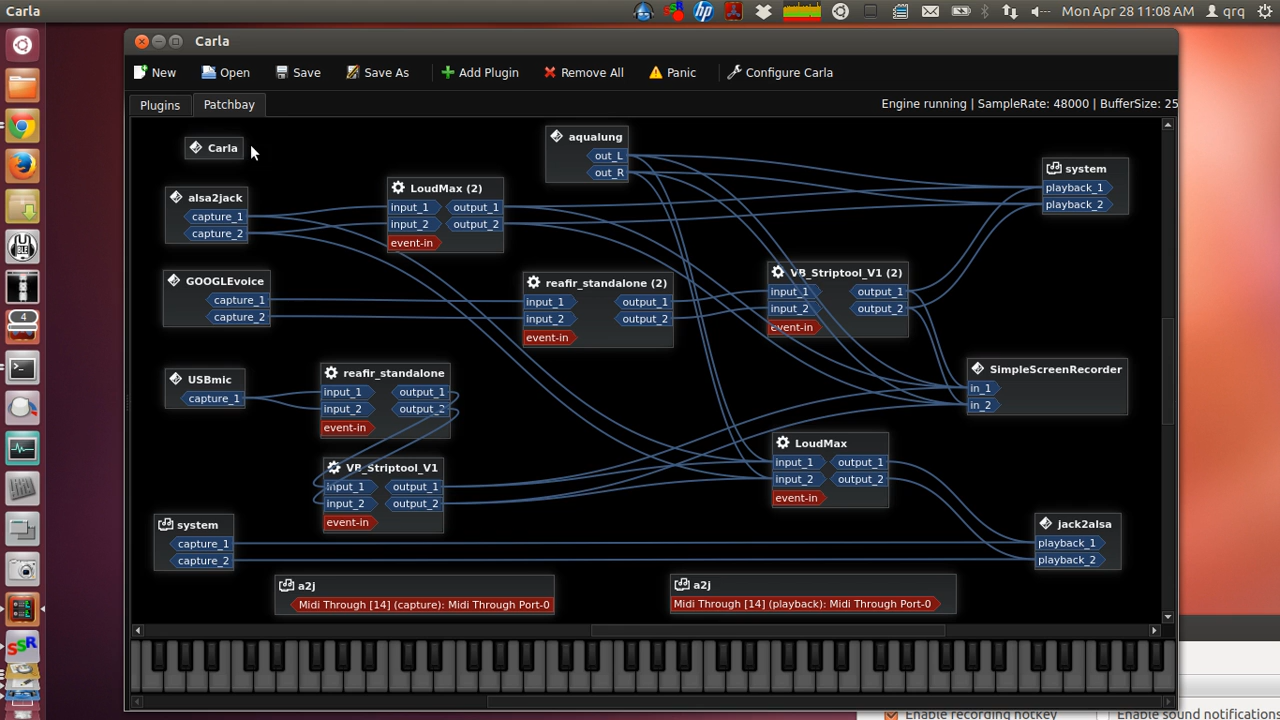 Carla
Mon Apr 28 11:08 AM
qrq
Carla
New
Open
Save
Save As
Add Plugin
Remove All
Panic
Configure Carla
Plugins
Patchbay
Engine running | SampleRate: 48000 | BufferSize: 25
Carla
aqualung
out_L
out_R
system
playback_1
playback_2
alsa2jack
capture_1
capture_2
LoudMax (2)
input_1 output_1
input_2 output_2
event-in
GOOGLEvoice
capture_1
capture_2
reafir_standalone (2)
input_1 output_1
input_2 output_2
event-in
VB_Striptool_V1 (2)
input_1 output_1
input_2 output_2
event-in
USBmic
capture_1
reafir_standalone
input_1 output_1
input_2 output_2
event-in
SimpleScreenRecorder
in_1
in_2
VB_Striptool_V1
input_1 output_1
input_2 output_2
event-in
LoudMax
input_1 output_1
input_2 output_2
event-in
system
capture_1
capture_2
jack2alsa
playback_1
playback_2
a2j
Midi Through [14] (capture): Midi Through Port-0
a2j
Midi Through [14] (playback): Midi Through Port-0
4
SSR
hp
Enable recording hotkey
Enable sound notifications